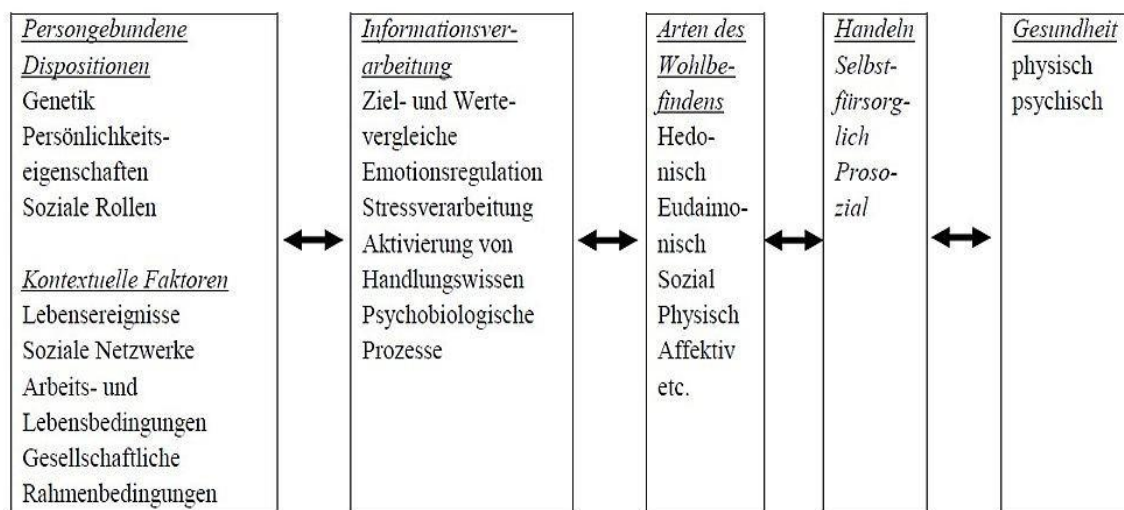 Persongebundene
Dispositionen
Genetik
Persönlichkeits-
eigenschaften
Soziale Rollen
Kontextuelle Faktoren
Lebensereignisse
Soziale Netzwerke
Arbeits- und
Lebensbedingungen
Gesellschaftliche
Rahmenbedingungen
Informationsver-
arbeitung
Ziel- und Werte-
vergleiche
Emotionsregulation
Stressverarbeitung
Aktivierung von
Handlungswissen
Psychobiologische
Prozesse
Arten des
Wohlbe-
findens
Hedo-
nisch
Eudaimo-
nisch
Sozial
Physisch
Affektiv
etc.
Handeln
Selbst-
fürsorg-
lich
Proso-
zial
Gesundheit
physisch
psychisch